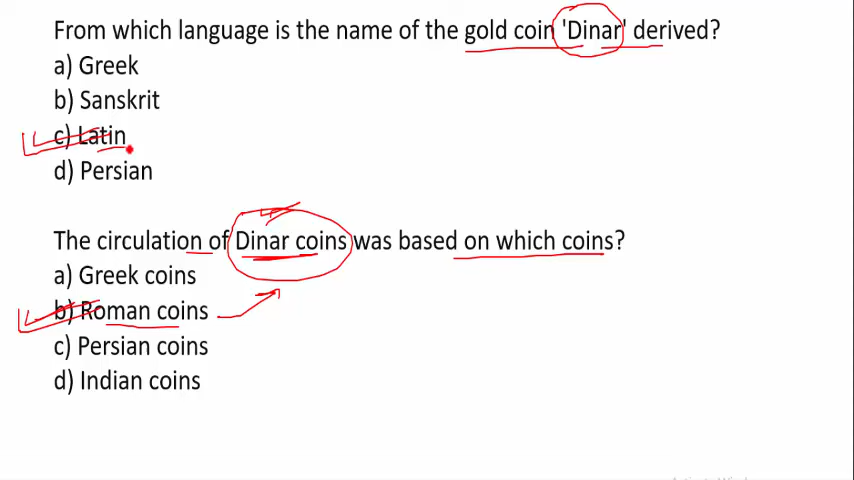 From which language is the name of the gold coin 'Dinar' derived?
a) Greek
b) Sanskrit
c) Latin
d) Persian
The circulation of Dinar coins was based on which coins?
a) Greek coins
b) Roman coins
c) Persian coins
d) Indian coins